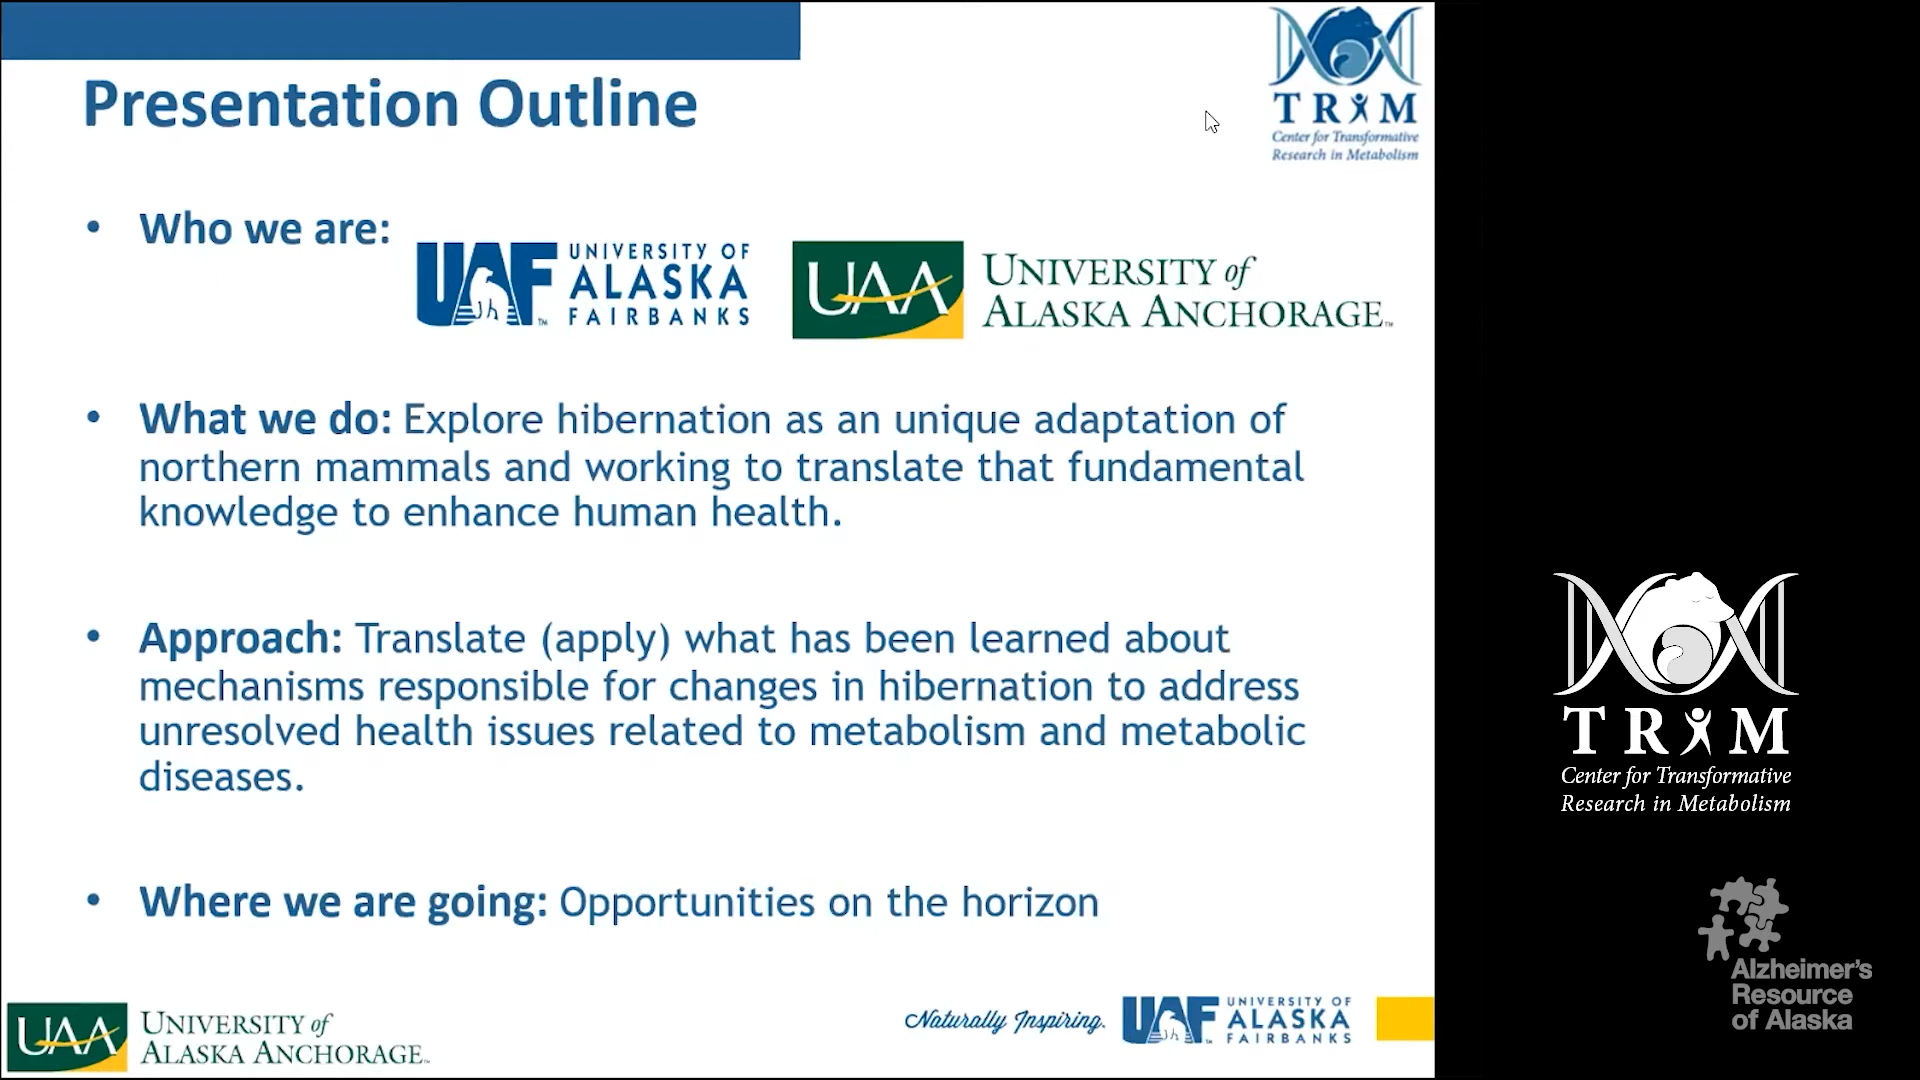 Presentation Outline
TRiM
Center for Transformative
Research in Metabolism
• Who we are:
UAF™
UNIVERSITY OF
ALASKA
FAIRBANKS
UAA
UNIVERSITY of
ALASKA ANCHORAGE™
• What we do: Explore hibernation as an unique adaptation of
northern mammals and working to translate that fundamental
knowledge to enhance human health.
• Approach: Translate (apply) what has been learned about
mechanisms responsible for changes in hibernation to address
unresolved health issues related to metabolism and metabolic
diseases.
• Where we are going: Opportunities on the horizon
UAA
UNIVERSITY of
ALASKA ANCHORAGE™
Naturally Inspiring.
UAF™
UNIVERSITY OF
ALASKA
FAIRBANKS
TRiM
Center for Transformative
Research in Metabolism
Alzheimer's
Resource
of Alaska